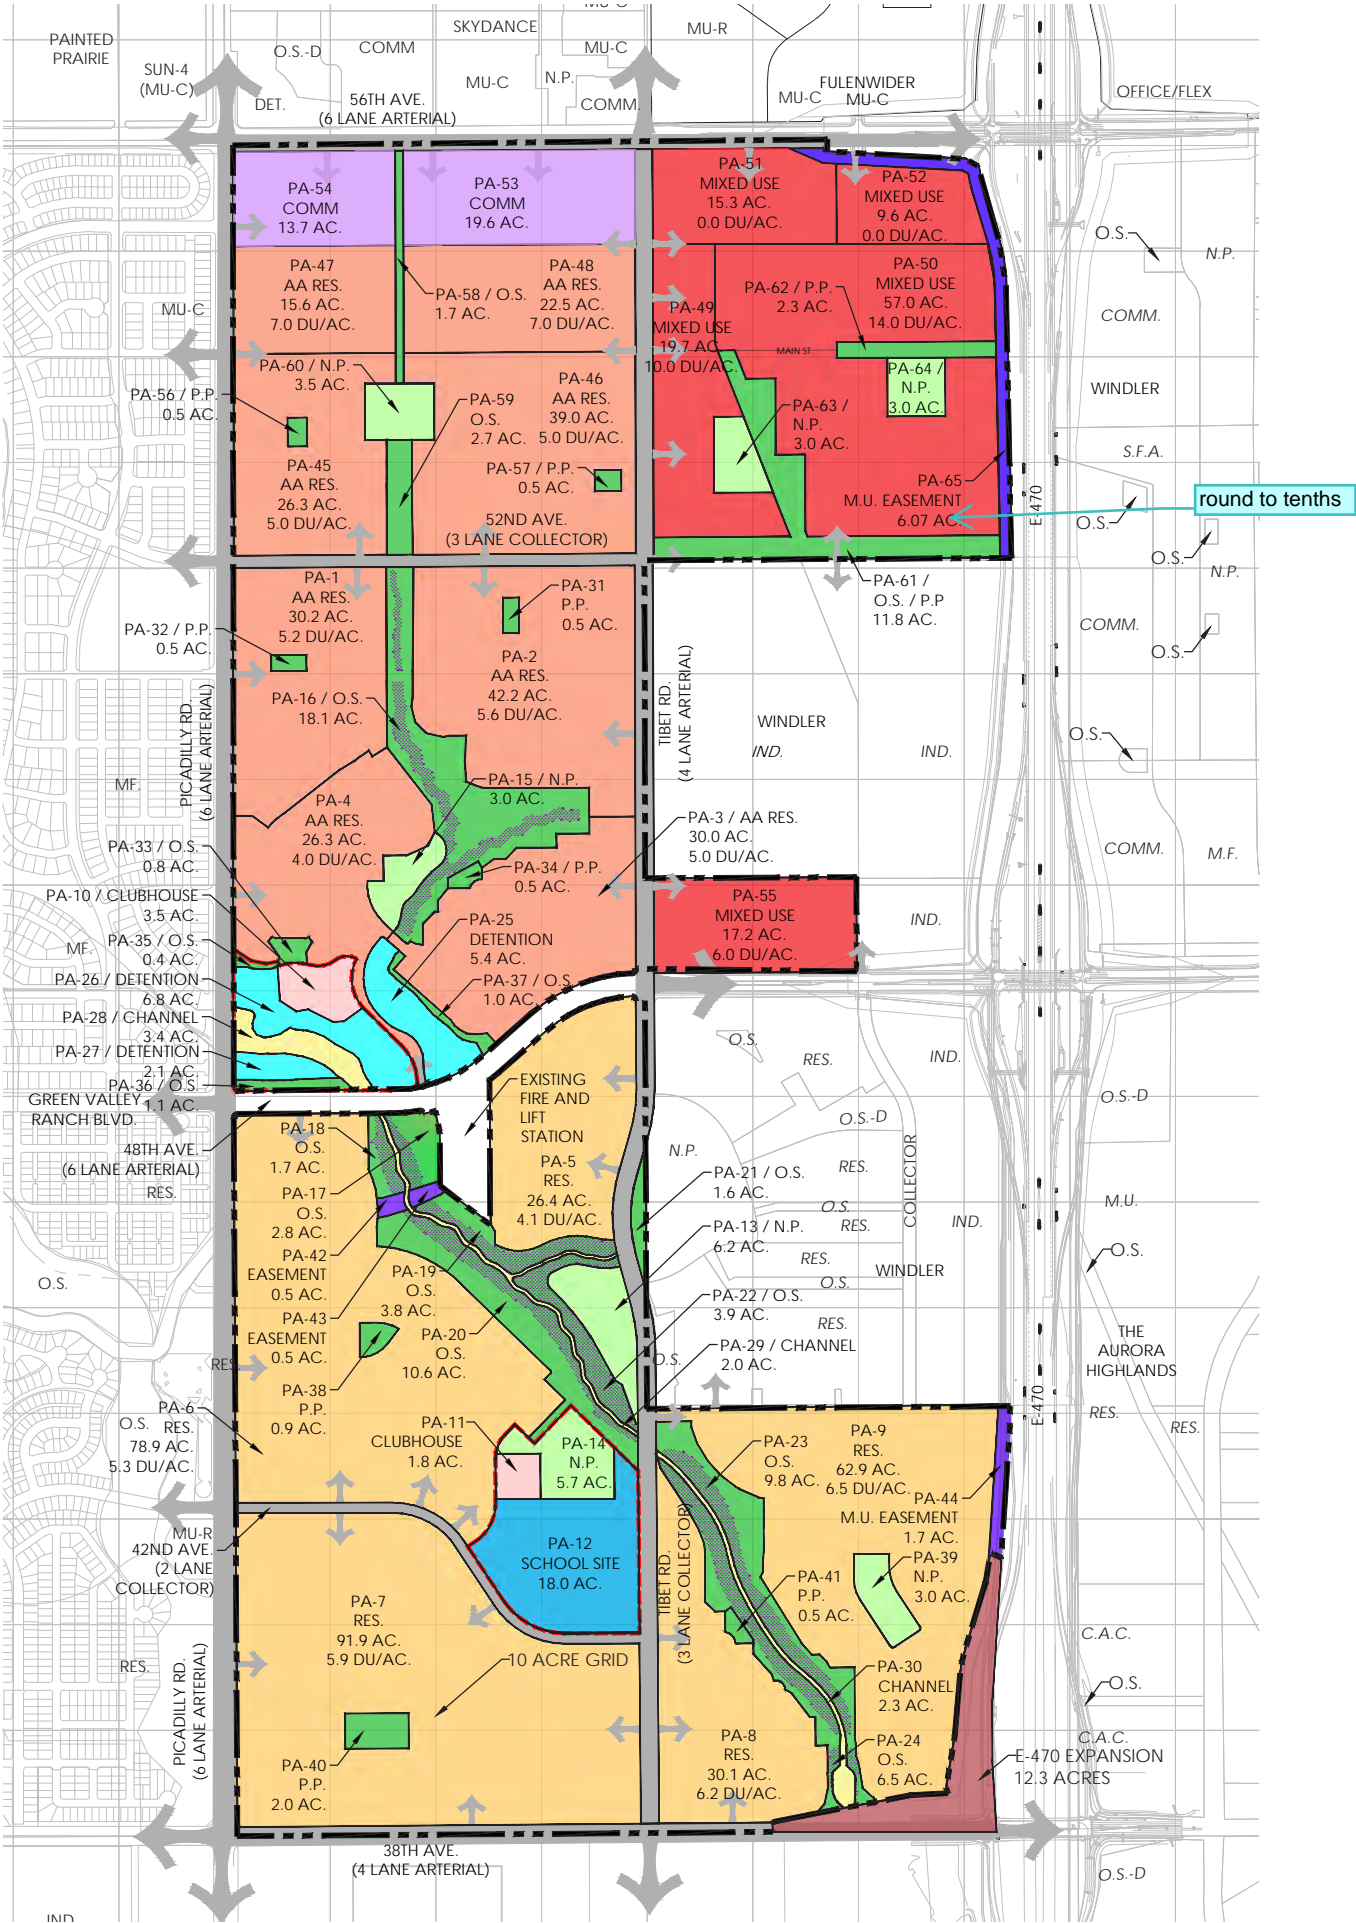 MU-C
SKYDANCE
PAINTED
PRAIRIE
O.S.-D
COMM
MU-C
MU-R
SUN-4
(MU-C)
MU-C
N.P.
DET.
COMM.
56TH AVE.
(6 LANE ARTERIAL)
FULENWIDER
MU-C
MU-C
OFFICE/FLEX
PA-54
COMM
13.7 AC.
PA-53
COMM
19.6 AC.
PA-51
MIXED USE
15.3 AC.
0.0 DU/AC.
PA-52
MIXED USE
9.6 AC.
0.0 DU/AC.
O.S.
N.P.
PA-47
AA RES.
15.6 AC.
7.0 DU/AC.
PA-58 / O.S.
1.7 AC.
PA-48
AA RES.
22.5 AC.
7.0 DU/AC.
PA-49
MIXED USE
19.7 AC.
10.0 DU/AC.
PA-62 / P.P.
2.3 AC.
PA-50
MIXED USE
57.0 AC.
14.0 DU/AC.
MU-C
COMM.
MAIN ST.
PA-60 / N.P.
3.5 AC.
PA-56 / P.P.
0.5 AC.
PA-59
O.S.
2.7 AC.
PA-46
AA RES.
39.0 AC.
5.0 DU/AC.
PA-64 /
N.P.
3.0 AC.
WINDLER
PA-63 /
N.P.
3.0 AC.
PA-45
AA RES.
26.3 AC.
5.0 DU/AC.
PA-57 / P.P.
0.5 AC.
S.F.A.
PA-65
M.U. EASEMENT
6.07 AC.
round to tenths
E-470
O.S.
52ND AVE.
(3 LANE COLLECTOR)
O.S.
N.P.
PA-1
AA RES.
30.2 AC.
5.2 DU/AC.
PA-31
P.P.
0.5 AC.
PA-61 /
O.S. / P.P
11.8 AC.
PA-32 / P.P.
0.5 AC.
COMM.
O.S.
PA-2
AA RES.
42.2 AC.
5.6 DU/AC.
PA-16 / O.S.
18.1 AC.
PICADILLY RD.
(6 LANE ARTERIAL)
TIBET RD.
(4 LANE ARTERIAL)
WINDLER
IND.
IND.
O.S.
MF.
PA-15 / N.P.
3.0 AC.
PA-4
AA RES.
26.3 AC.
4.0 DU/AC.
PA-3 / AA RES.
30.0 AC.
5.0 DU/AC.
COMM.
M.F.
PA-33 / O.S.
0.8 AC.
PA-34 / P.P.
0.5 AC.
PA-10 / CLUBHOUSE
3.5 AC.
PA-55
MIXED USE
17.2 AC.
6.0 DU/AC.
IND.
PA-25
DETENTION
5.4 AC.
MF.
PA-35 / O.S.
0.4 AC.
PA-26 / DETENTION
6.8 AC.
PA-37 / O.S.
1.0 AC.
PA-28 / CHANNEL
3.4 AC.
PA-27 / DETENTION
2.1 AC.
PA-36 / O.S.
1.1 AC.
GREEN VALLEY
RANCH BLVD.
O.S.
RES.
IND.
EXISTING
FIRE AND
LIFT
STATION
O.S.-D
O.S.-D
48TH AVE.
(6 LANE ARTERIAL)
PA-18
O.S.
1.7 AC.
PA-5
RES.
26.4 AC.
4.1 DU/AC.
N.P.
COLLECTOR
RES.
PA-21 / O.S.
1.6 AC.
RES.
PA-17
O.S.
2.8 AC.
O.S.
RES.
IND.
M.U.
PA-13 / N.P.
6.2 AC.
PA-42
EASEMENT
0.5 AC.
O.S.
RES.
WINDLER
O.S.
O.S.
PA-19
O.S.
3.8 AC.
PA-22 / O.S.
3.9 AC.
PA-43
EASEMENT
0.5 AC.
PA-20
O.S.
10.6 AC.
RES.
THE
AURORA
HIGHLANDS
PA-29 / CHANNEL
2.0 AC.
O.S.
RES.
PA-38
P.P.
0.9 AC.
E-470
PA-6
RES.
78.9 AC.
5.3 DU/AC.
O.S.
RES.
RES.
PA-11
CLUBHOUSE
1.8 AC.
PA-14
N.P.
5.7 AC.
PA-23
O.S.
9.8 AC.
PA-9
RES.
62.9 AC.
6.5 DU/AC.
PA-44
M.U. EASEMENT
1.7 AC.
MU-R
42ND AVE.
(2 LANE
COLLECTOR)
PA-12
SCHOOL SITE
18.0 AC.
TIBET RD.
(3 LANE COLLECTOR)
PA-39
N.P.
3.0 AC.
PA-41
P.P.
0.5 AC.
PA-7
RES.
91.9 AC.
5.9 DU/AC.
C.A.C.
RES.
PICADILLY RD.
(6 LANE ARTERIAL)
10 ACRE GRID
PA-30
CHANNEL
2.3 AC.
O.S.
PA-8
RES.
30.1 AC.
6.2 DU/AC.
PA-24
O.S.
6.5 AC.
C.A.C.
E-470 EXPANSION
12.3 ACRES
PA-40
P.P.
2.0 AC.
38TH AVE.
(4 LANE ARTERIAL)
O.S.-D
IND